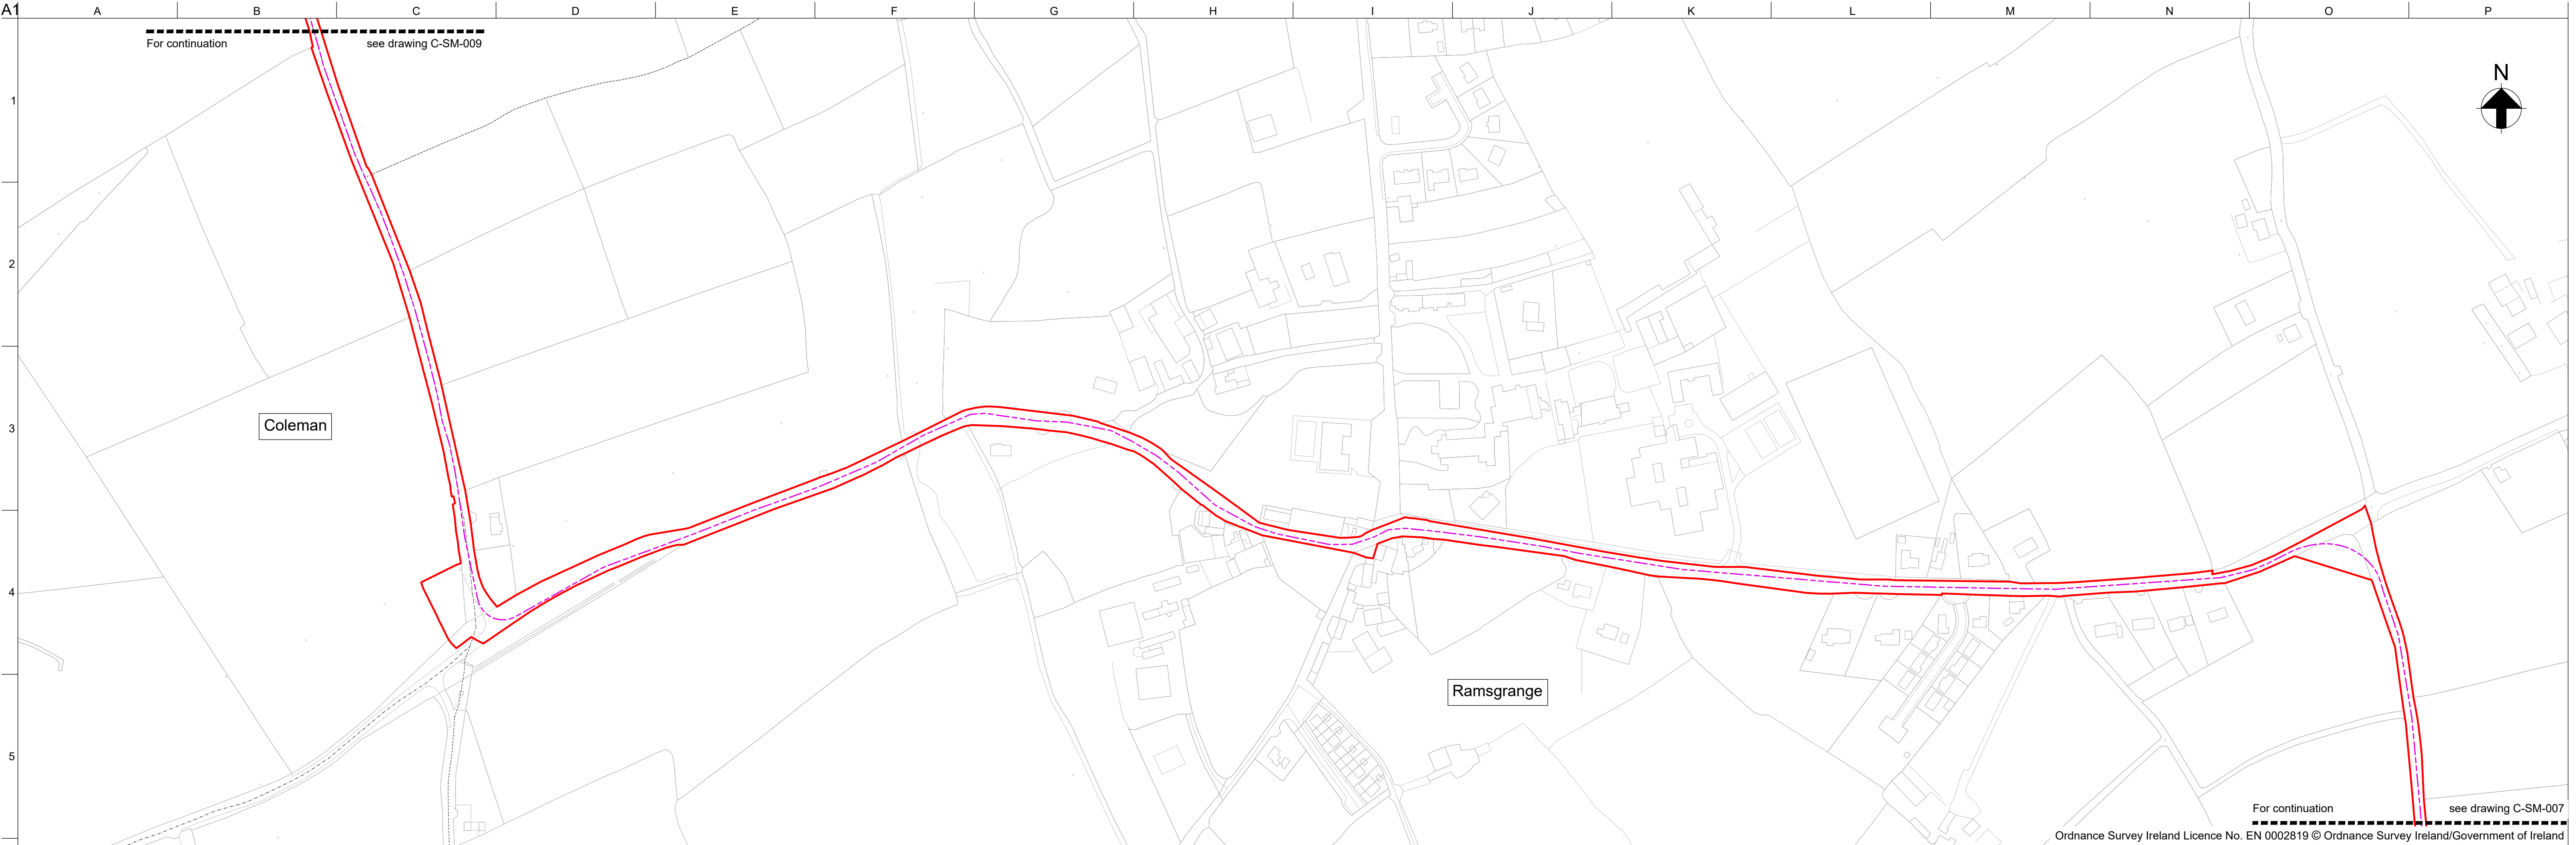 A1
A B C D E F G H I J K L M N O P
For continuation see drawing C-SM-009
N
1
2
Coleman
3
4
Ramsgrange
5
For continuation see drawing C-SM-007
Ordnance Survey Ireland Licence No. EN 0002819 © Ordnance Survey Ireland/Government of Ireland